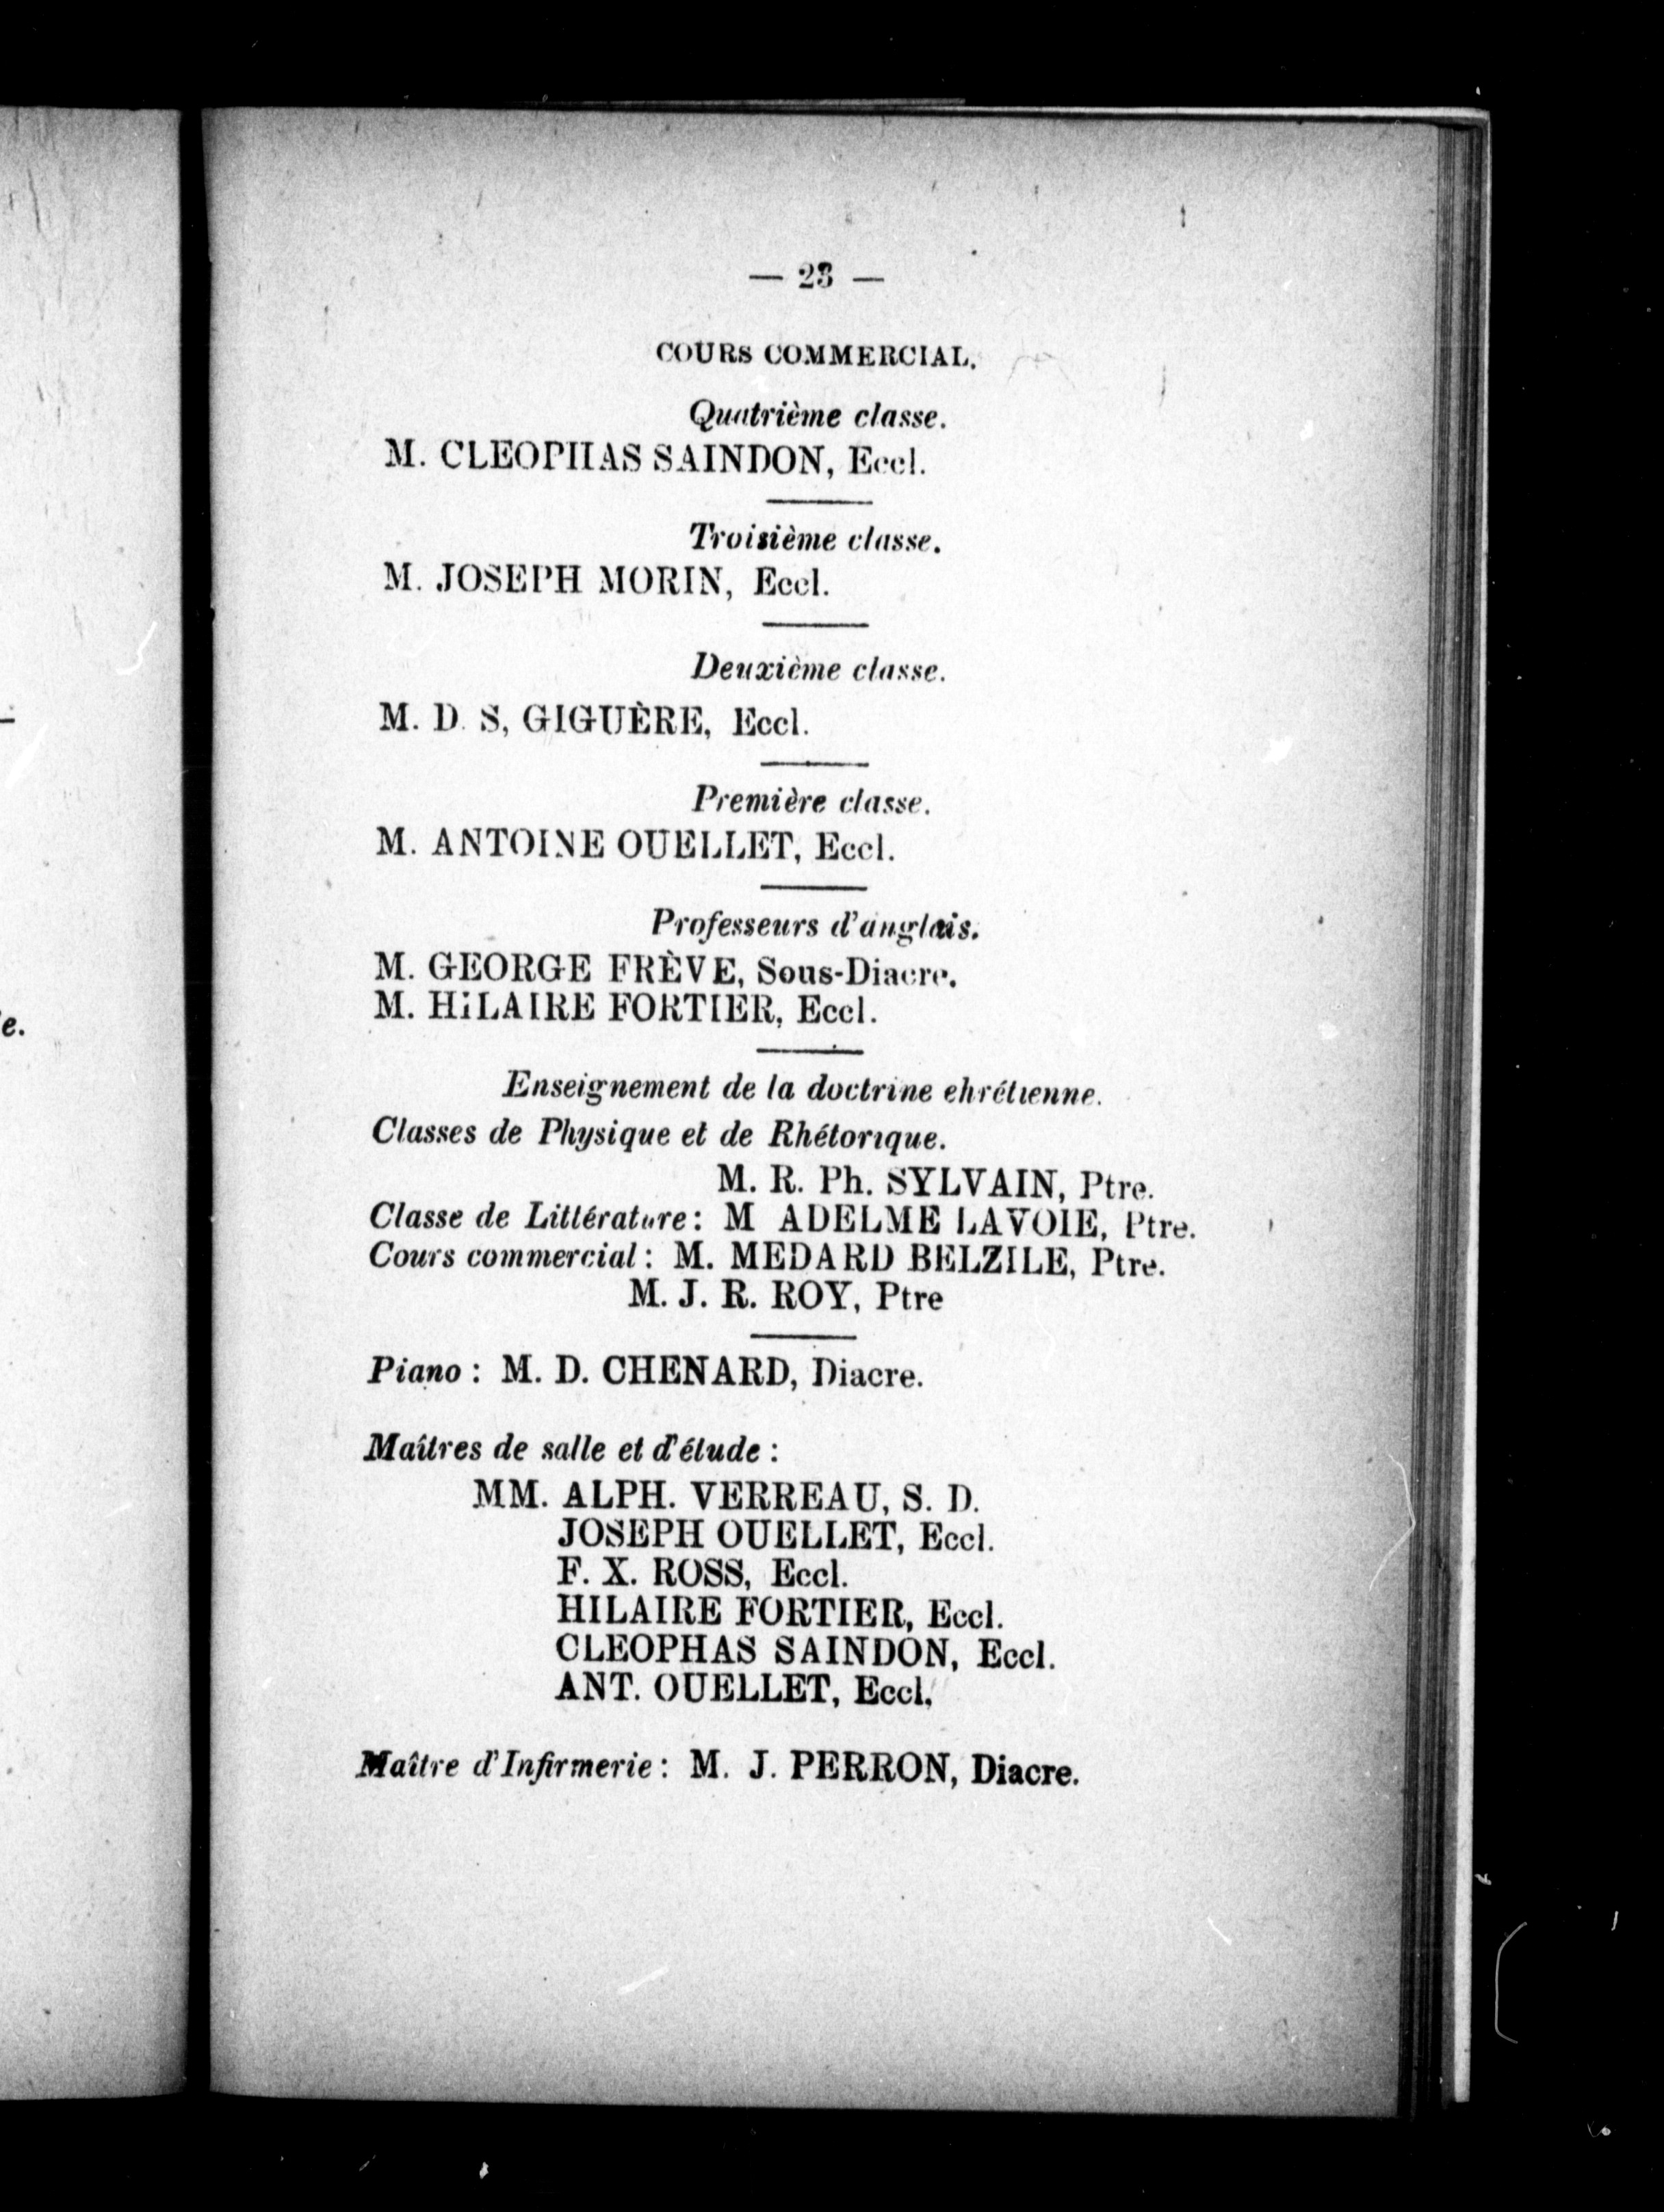 — 23 —
COURS COMMERCIAL.
Quatrième classe.
M. CLEOPHAS SAINDON, Eccl.
Troisième classe.
M. JOSEPH MORIN, Eccl.
Deuxième classe.
M. D. S, GIGUÈRE, Eccl.
Première classe.
M. ANTOINE OUELLET, Eccl.
Professeurs d'anglais.
M. GEORGE FRÈVE, Sous-Diacre.
M. HiLAIRE FORTIER, Eccl.
e.
Enseignement de la doctrine ehrétienne.
Classes de Physique et de Rhétorique.
M. R. Ph. SYLVAIN, Ptre.
Classe de Littérature: M ADELME LAVOIE, Ptre.
Cours commercial: M. MEDARD BELZILE, Ptre.
M. J. R. ROY, Ptre
Piano: M. D. CHENARD, Diacre.
Maîtres de salle et d'étude:
MM. ALPH. VERREAU, S. D.
JOSEPH OUELLET, Eccl.
F. X. ROSS, Eccl.
HILAIRE FORTIER, Eccl.
CLEOPHAS SAINDON, Eccl.
ANT. OUELLET, Eccl.
Maître d'Infirmerie: M. J. PERRON, Diacre.